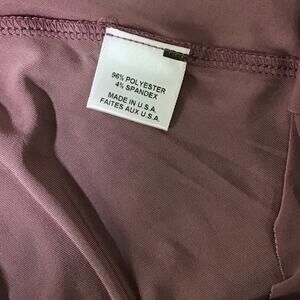 96% POLYESTER
4% SPANDEX
MADE IN U.S.A.
FAITES AUX U.S.A.